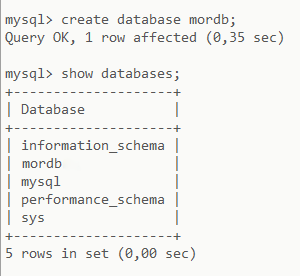 mysql> create database mordb;
Query OK, 1 row affected (0,35 sec)
mysql> show databases;
+--------------------+
| Database           |
+--------------------+
| information_schema |
| mordb              |
| mysql              |
| performance_schema |
| sys                |
+--------------------+
5 rows in set (0,00 sec)